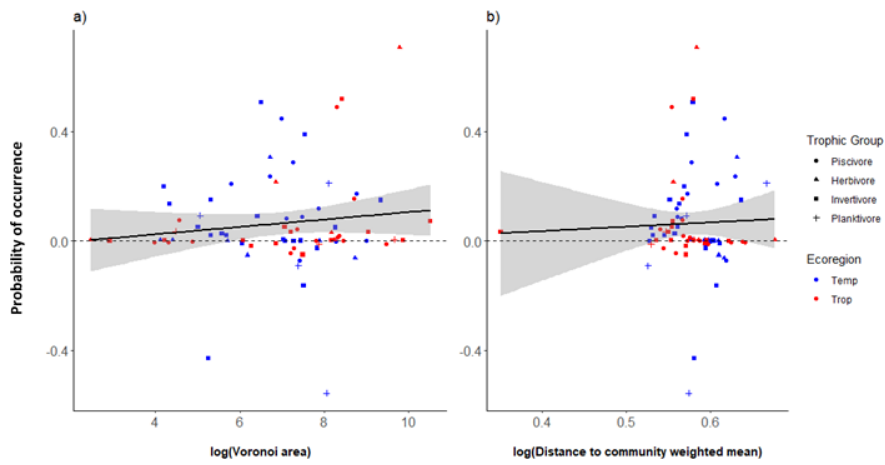 a)
b)
Probability of occurrence
0.4
0.0
-0.4
0.4
0.0
-0.4
4
6
8
10
0.4
0.5
0.6
log(Voronoi area)
log(Distance to community weighted mean)
Trophic Group
Piscivore
Herbivore
Invertivore
Planktivore
Ecoregion
Temp
Trop